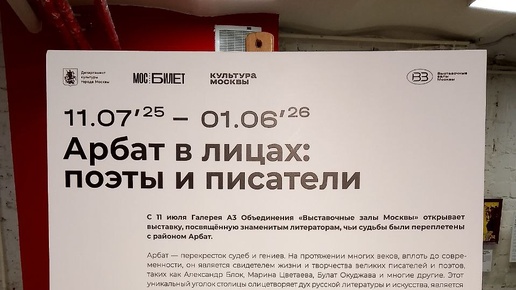 Департамент
культуры
города Москвы
МОС БИЛЕТ
КУЛЬТУРА
МОСКВЫ
ВЗ
Выставочные
залы
Москвы
11.07/'25 – 01.06/'26
Арбат в лицах:
поэты и писатели
С 11 июля Галерея А3 Объединения «Выставочные залы Москвы» открывает
выставку, посвящённую знаменитым литераторам, чьи судьбы были переплетены
с районом Арбат.
Арбат — перекресток судеб и гениев. На протяжении многих веков, вплоть до совре-
менности, он является свидетелем жизни и творчества великих писателей и поэтов,
таких как Александр Блок, Марина Цветаева, Булат Окуджава и многие другие. Этот
уникальный уголок столицы олицетворяет дух русской литературы и искусства, является